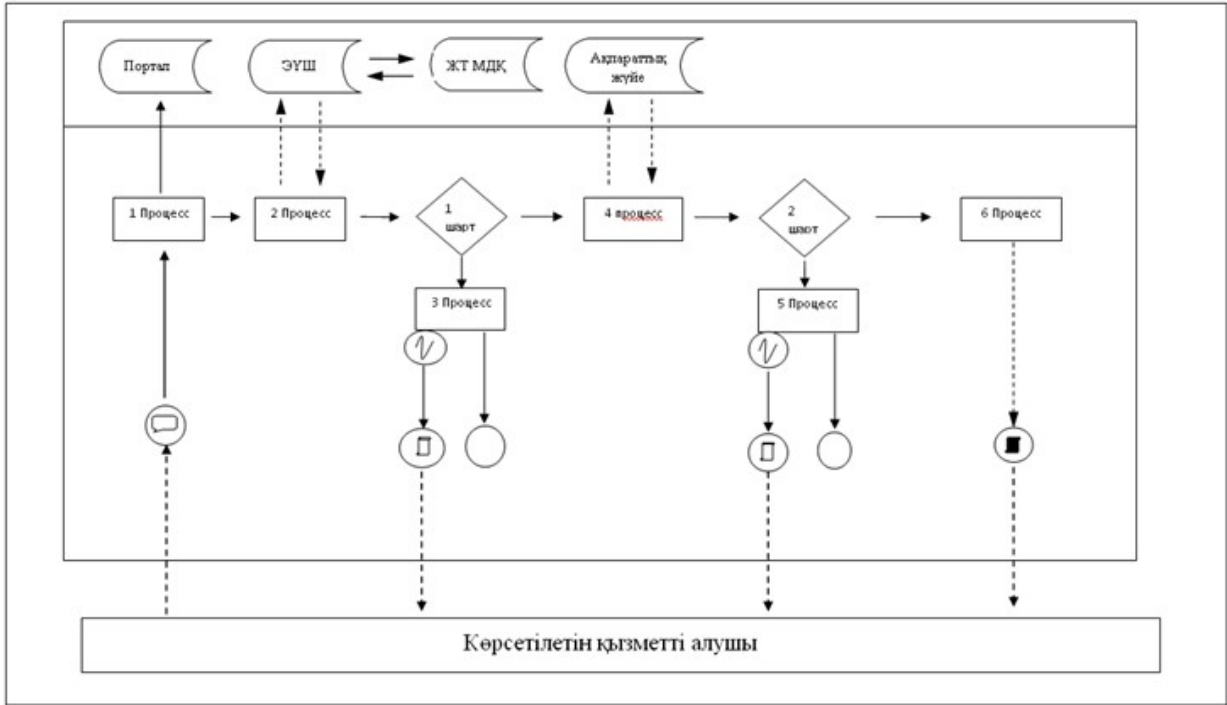 Портал
ЭҮШ
ЖТ МДҚ
Ақпараттық
жүйе
1 Процесс
2 Процесс
1
шарт
4 процесс
2
шарт
6 Процесс
3 Процесс
5 Процесс
Көрсетілетін қызметті алушы